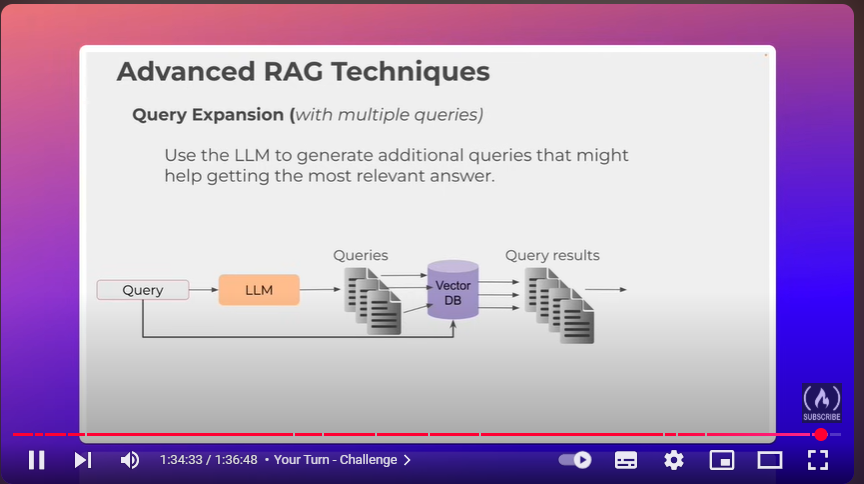 Advanced RAG Techniques
Query Expansion (with multiple queries)
Use the LLM to generate additional queries that might
help getting the most relevant answer.
Queries
Query results
Query
LLM
Vector
DB
SUBSCRIBE
1:34:33 / 1:36:48 • Your Turn - Challenge >